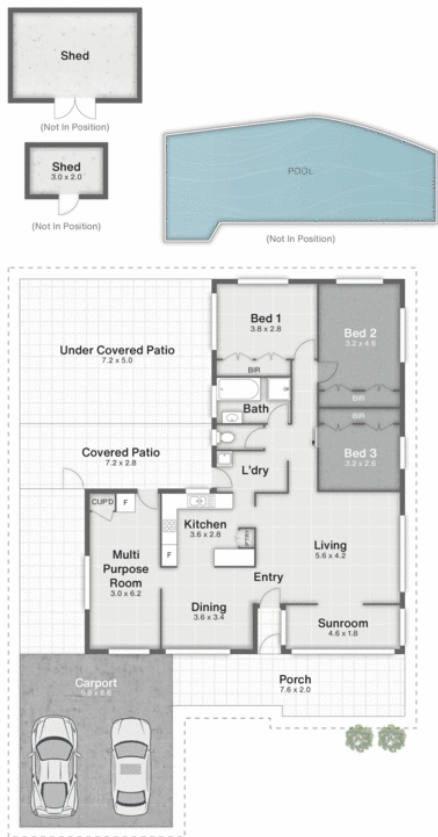 Shed
(Not In Position)
Shed
3.0 x 2.0
(Not In Position)
POOL
(Not In Position)
Bed 1
3.8 x 2.8
BIR
Bed 2
3.2 x 4.6
BIR
Under Covered Patio
7.2 x 5.0
Bath
BIR
Bed 3
3.2 x 2.6
Covered Patio
7.2 x 2.8
L'dry
CUP'D
F
Kitchen
3.6 x 2.8
F
P'TRY
Living
5.6 x 4.2
Multi
Purpose
Room
3.0 x 6.2
Entry
Dining
3.6 x 3.4
Sunroom
4.6 x 1.8
Carport
Porch
7.6 x 2.0